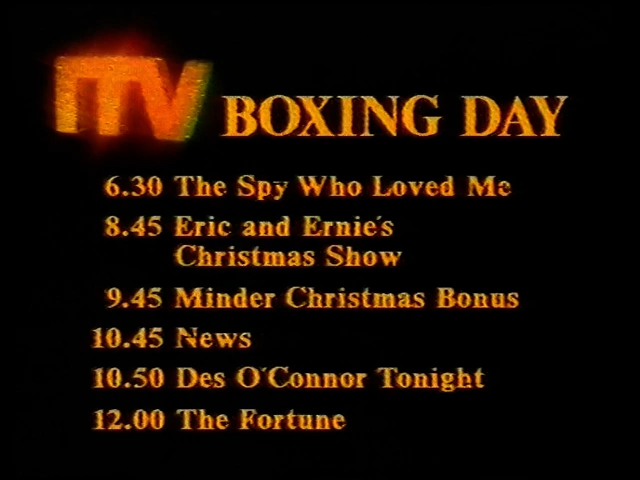 ITV BOXING DAY
6.30 The Spy Who Loved Me
8.45 Eric and Ernie's
Christmas Show
9.45 Minder Christmas Bonus
10.45 News
10.50 Des O'Connor Tonight
12.00 The Fortune